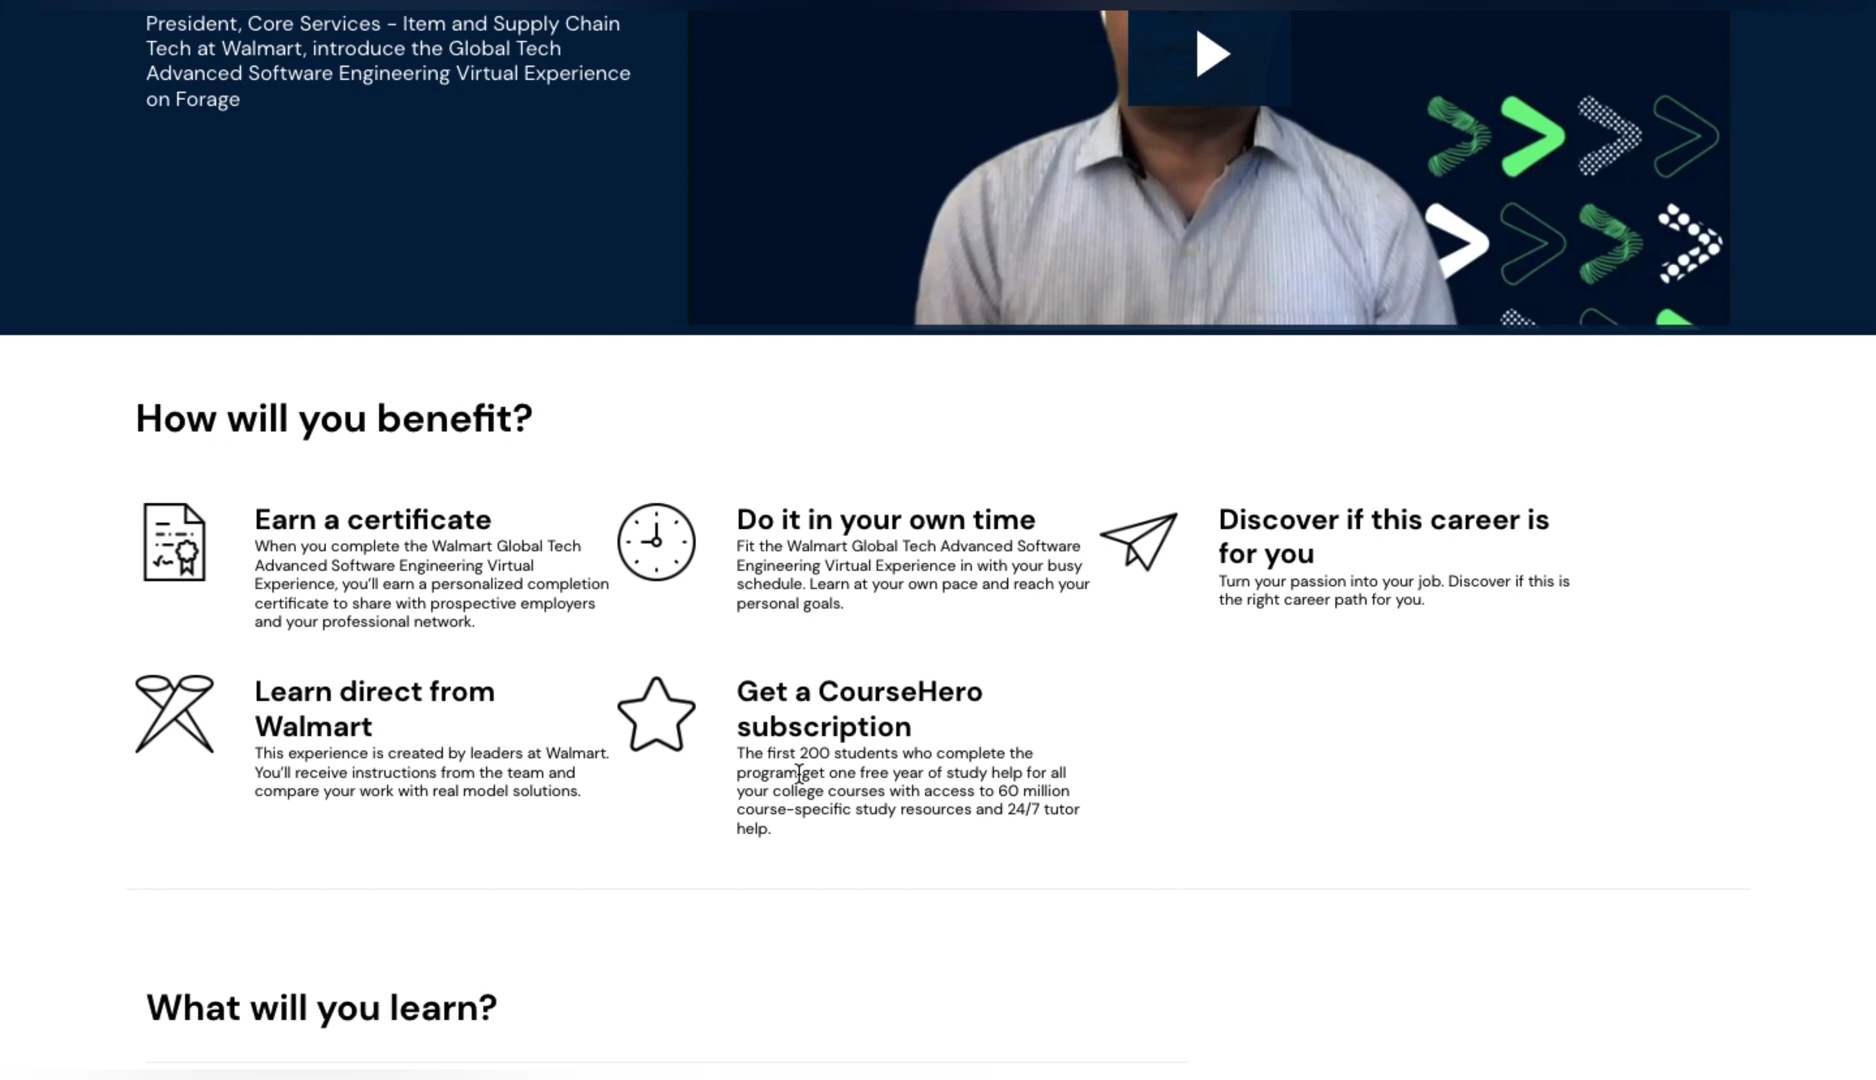 President, Core Services - Item and Supply Chain
Tech at Walmart, introduce the Global Tech
Advanced Software Engineering Virtual Experience
on Forage
How will you benefit?
Earn a certificate
When you complete the Walmart Global Tech
Advanced Software Engineering Virtual
Experience, you'll earn a personalized completion
certificate to share with prospective employers
and your professional network.
Do it in your own time
Fit the Walmart Global Tech Advanced Software
Engineering Virtual Experience in with your busy
schedule. Learn at your own pace and reach your
personal goals.
Discover if this career is
for you
Turn your passion into your job. Discover if this is
the right career path for you.
Learn direct from
Walmart
This experience is created by leaders at Walmart.
You'll receive instructions from the team and
compare your work with real model solutions.
Get a CourseHero
subscription
The first 200 students who complete the
program get one free year of study help for all
your college courses with access to 60 million
course-specific study resources and 24/7 tutor
help.
What will you learn?